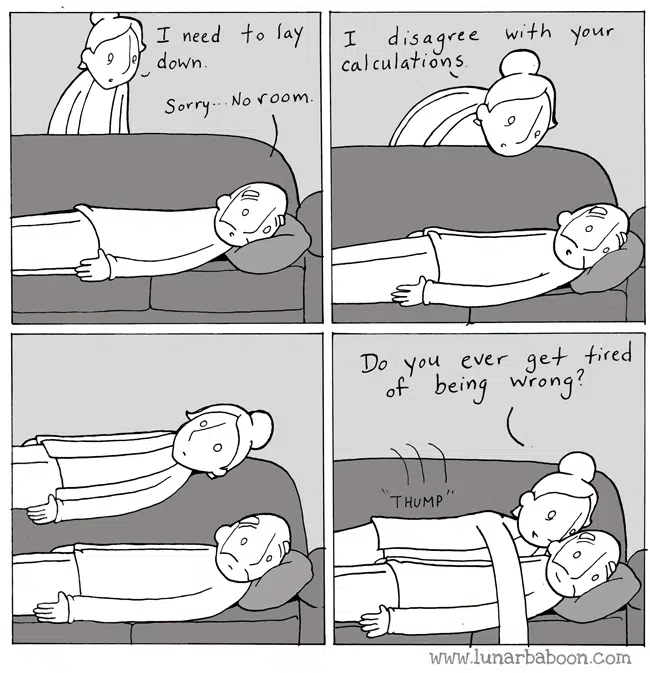 I need to lay
down.
Sorry... No room.
I disagree with your
calculations.
Do you ever get tired
of being wrong?
"THUMP"
www.lunarbaboon.com